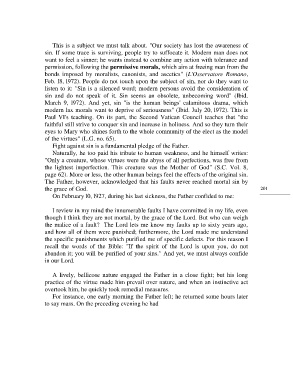 This is a subject we must talk about. "Our society has lost the awareness of
sin. If some trace is surviving, people try to suffocate it. Modern man does not
want to feel a sinner; he wants instead to combine any action with tolerance and
permission, following the permissive morals, which aim at freeing man from the
bonds imposed by moralists, canonists, and ascetics" (L'Osservatore Romano,
Feb. 18, 1972). People do not touch upon the subject of sin, nor do they want to
listen to it: "Sin is a silenced word; modern persons avoid the consideration of
sin and do not speak of it. Sin seems an obsolete, unbecoming word" (Ibid.
March 9, 1972). And yet, sin "is the human beings' calamitous drama, which
modern lax morals want to deprive of seriousness" (Ibid. July 20, 1972). This is
Paul VI's teaching. On its part, the Second Vatican Council teaches that "the
faithful still strive to conquer sin and increase in holiness. And so they turn their
eyes to Mary who shines forth to the whole community of the elect as the model
of the virtues" (L.G. no. 65).
Fight against sin is a fundamental pledge of the Father.
Naturally, he too paid his tribute to human weakness, and he himself writes:
"Only a creature, whose virtues were the abyss of all perfections, was free from
the lightest imperfection. This creature was the Mother of God" (S.C. Vol. 8,
page 62). More or less, the other human beings feel the effects of the original sin.
The Father, however, acknowledged that his faults never reached mortal sin by
the grace of God.
201
On February 10, 1927, during his last sickness, the Father confided to me:
I review in my mind the innumerable faults I have committed in my life, even
though I think they are not mortal, by the grace of the Lord. But who can weigh
the malice of a fault? The Lord lets me know my faults up to sixty years ago,
and how all of them were punished; furthermore, the Lord made me understand
the specific punishments which purified me of specific defects. For this reason I
recall the words of the Bible: "If the spirit of the Lord is upon you, do not
abandon it; you will be purified of your sins." And yet, we must always confide
in our Lord.
A lively, bellicose nature engaged the Father in a close fight; but his long
practice of the virtue made him prevail over nature, and when an instinctive act
overtook him, he quickly took remedial measures.
For instance, one early morning the Father left; he returned some hours later
to say mass. On the preceding evening he had